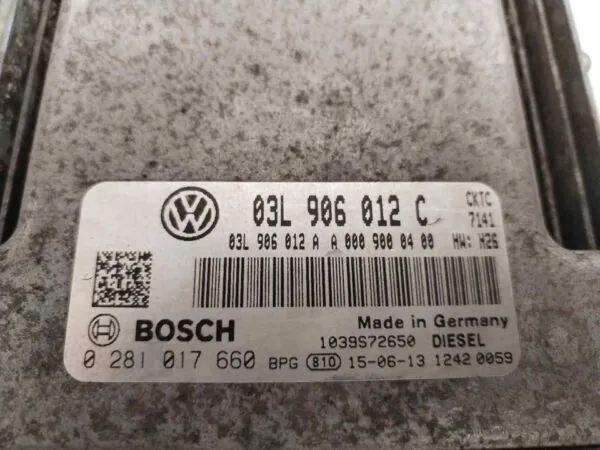 03L 906 012 C CKTC
7141
03L 906 012 A A 000 900 04 00 HW: H26
Made in Germany
BOSCH 1039S72650 DIESEL
0 281 017 660 BPG 810 15-06-13 1242 0059